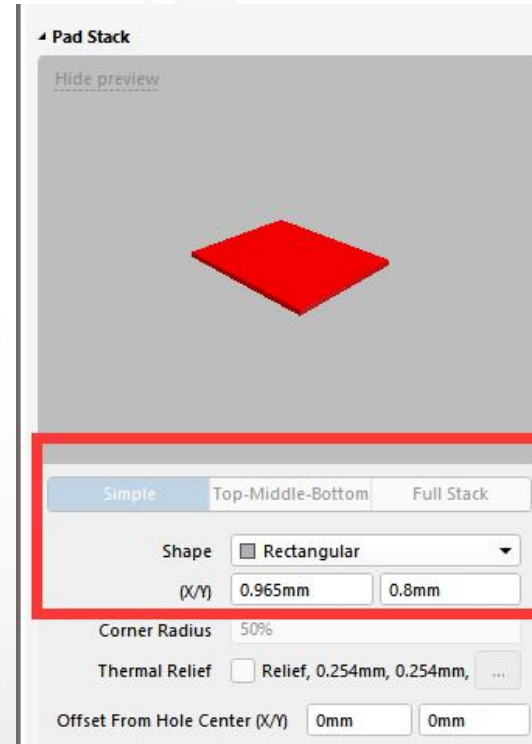 Pad Stack
Hide preview
Simple Top-Middle-Bottom Full Stack
Shape Rectangular
(X/Y) 0.965mm 0.8mm
Corner Radius 50%
Thermal Relief Relief, 0.254mm, 0.254mm, ...
Offset From Hole Center (X/Y) 0mm 0mm